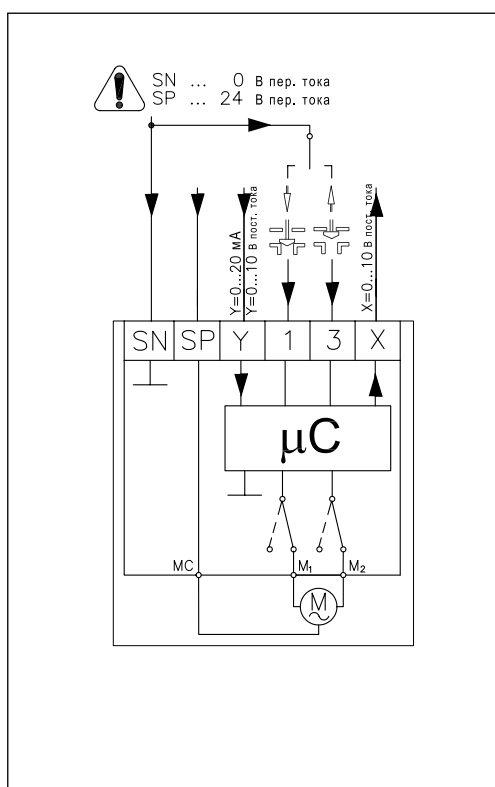 SN ... 0 В пер. тока
SP ... 24 В пер. тока
Y=0...20 мА
Y=0...10 В пост. тока
X=0...10 В пост. тока
SN SP Y 1 3 X
µC
MC M₁ M₂
M